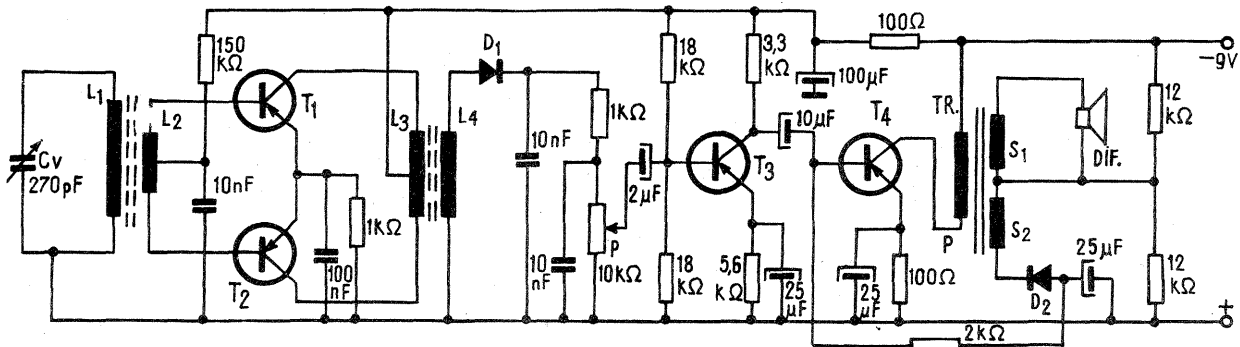 Cv
270pF
L1
L2
150
kΩ
10nF
T1
T2
100
nF
1kΩ
L3
L4
D1
10nF
1kΩ
10
nF
P
10kΩ
2µF
18
kΩ
18
kΩ
3,3
kΩ
T3
5,6
kΩ
25
µF
10µF
100µF
100Ω
T4
25
µF
100Ω
TR.
P
S1
S2
DIF.
D2
25µF
2kΩ
12
kΩ
12
kΩ
-9V
+